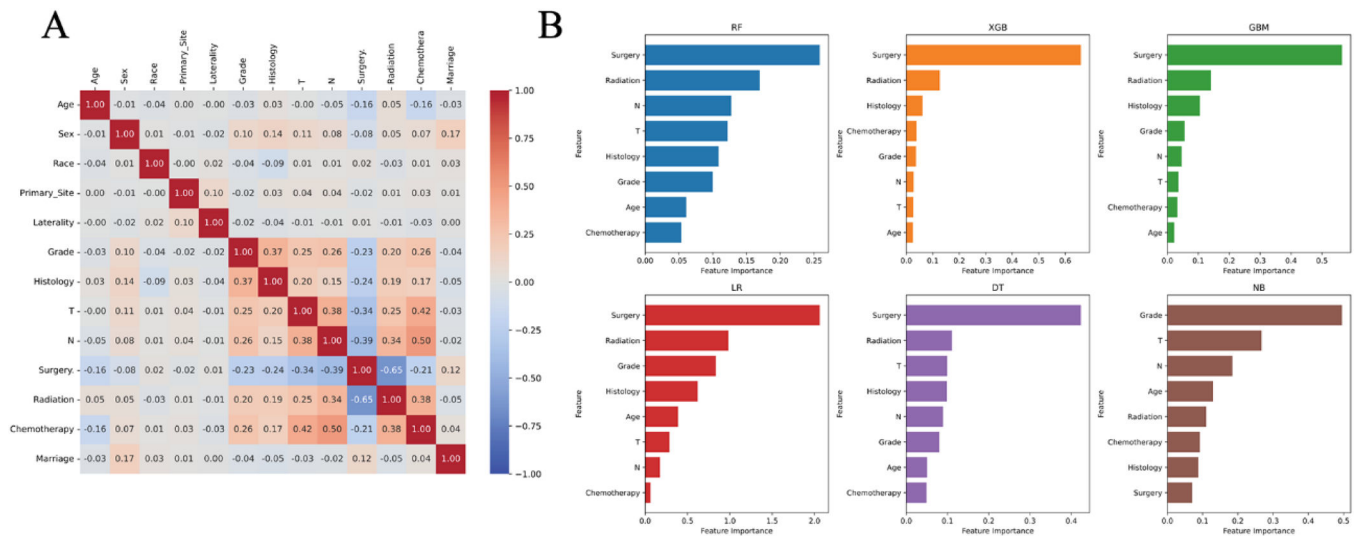 A
Age Sex Race Primary_Site Laterality Grade Histology T N Surgery. Radiation Chemothera Marriage
Age 1.00 -0.01 -0.04 0.00 -0.00 -0.03 0.03 -0.00 -0.05 -0.16 0.05 -0.16 -0.03
Sex -0.01 1.00 0.01 -0.01 -0.02 0.10 0.14 0.11 0.08 -0.08 0.05 0.07 0.17
Race -0.04 0.01 1.00 -0.00 0.02 -0.04 -0.09 0.01 0.01 0.02 -0.03 0.01 0.03
Primary_Site 0.00 -0.01 -0.00 1.00 0.10 -0.02 0.03 0.04 0.04 -0.02 0.01 0.03 0.01
Laterality -0.00 -0.02 0.02 0.10 1.00 -0.02 -0.04 -0.01 -0.01 0.01 -0.01 -0.03 0.00
Grade -0.03 0.10 -0.04 -0.02 -0.02 1.00 0.37 0.25 0.26 -0.23 0.20 0.26 -0.04
Histology 0.03 0.14 -0.09 0.03 -0.04 0.37 1.00 0.20 0.15 -0.24 0.19 0.17 -0.05
T -0.00 0.11 0.01 0.04 -0.01 0.25 0.20 1.00 0.38 -0.34 0.25 0.42 -0.03
N -0.05 0.08 0.01 0.04 -0.01 0.26 0.15 0.38 1.00 -0.39 0.34 0.50 -0.02
Surgery. -0.16 -0.08 0.02 -0.02 0.01 -0.23 -0.24 -0.34 -0.39 1.00 -0.65 -0.21 0.12
Radiation 0.05 0.05 -0.03 0.01 -0.01 0.20 0.19 0.25 0.34 -0.65 1.00 0.38 -0.05
Chemotherapy -0.16 0.07 0.01 0.03 -0.03 0.26 0.17 0.42 0.50 -0.21 0.38 1.00 0.04
Marriage -0.03 0.17 0.03 0.01 0.00 -0.04 -0.05 -0.03 -0.02 0.12 -0.05 0.04 1.00
1.00
0.75
0.50
0.25
0.00
−0.25
−0.50
−0.75
−1.00
B
RF
Feature
Surgery
Radiation
N
T
Histology
Grade
Age
Chemotherapy
0.00 0.05 0.10 0.15 0.20 0.25
Feature Importance
XGB
Feature
Surgery
Radiation
Histology
Chemotherapy
Grade
N
T
Age
0.0 0.1 0.2 0.3 0.4 0.5 0.6
Feature Importance
GBM
Feature
Surgery
Radiation
Histology
Grade
N
T
Chemotherapy
Age
0.0 0.1 0.2 0.3 0.4 0.5
Feature Importance
LR
Feature
Surgery
Radiation
Grade
Histology
Age
T
N
Chemotherapy
0.0 0.5 1.0 1.5 2.0
Feature Importance
DT
Feature
Surgery
Radiation
T
Histology
N
Grade
Age
Chemotherapy
0.0 0.1 0.2 0.3 0.4
Feature Importance
NB
Feature
Grade
T
N
Age
Radiation
Chemotherapy
Histology
Surgery
0.0 0.1 0.2 0.3 0.4 0.5
Feature Importance